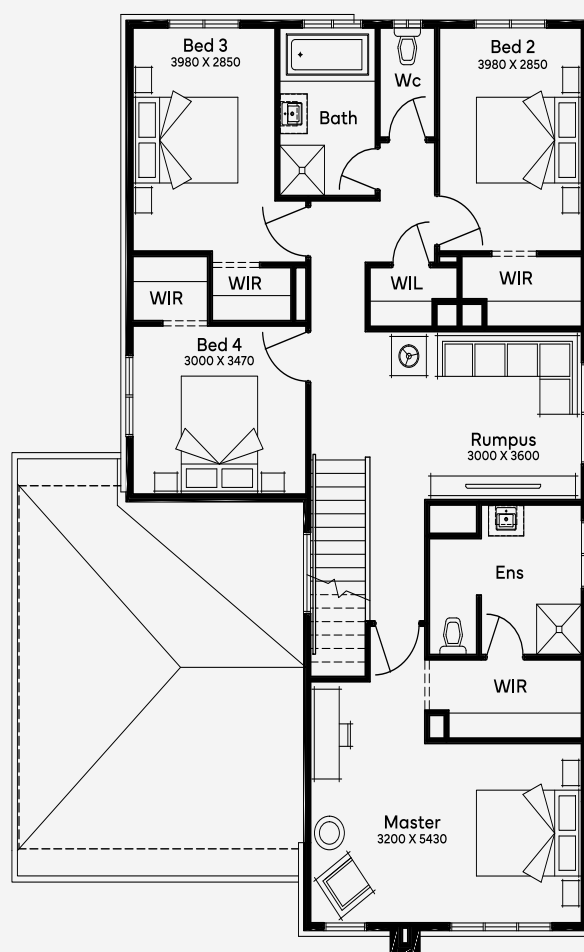 Bed 3
3980 X 2850
Wc
Bed 2
3980 X 2850
Bath
WIR
WIR
WIL
WIR
Bed 4
3000 X 3470
Rumpus
3000 X 3600
Ens
WIR
Master
3200 X 5430